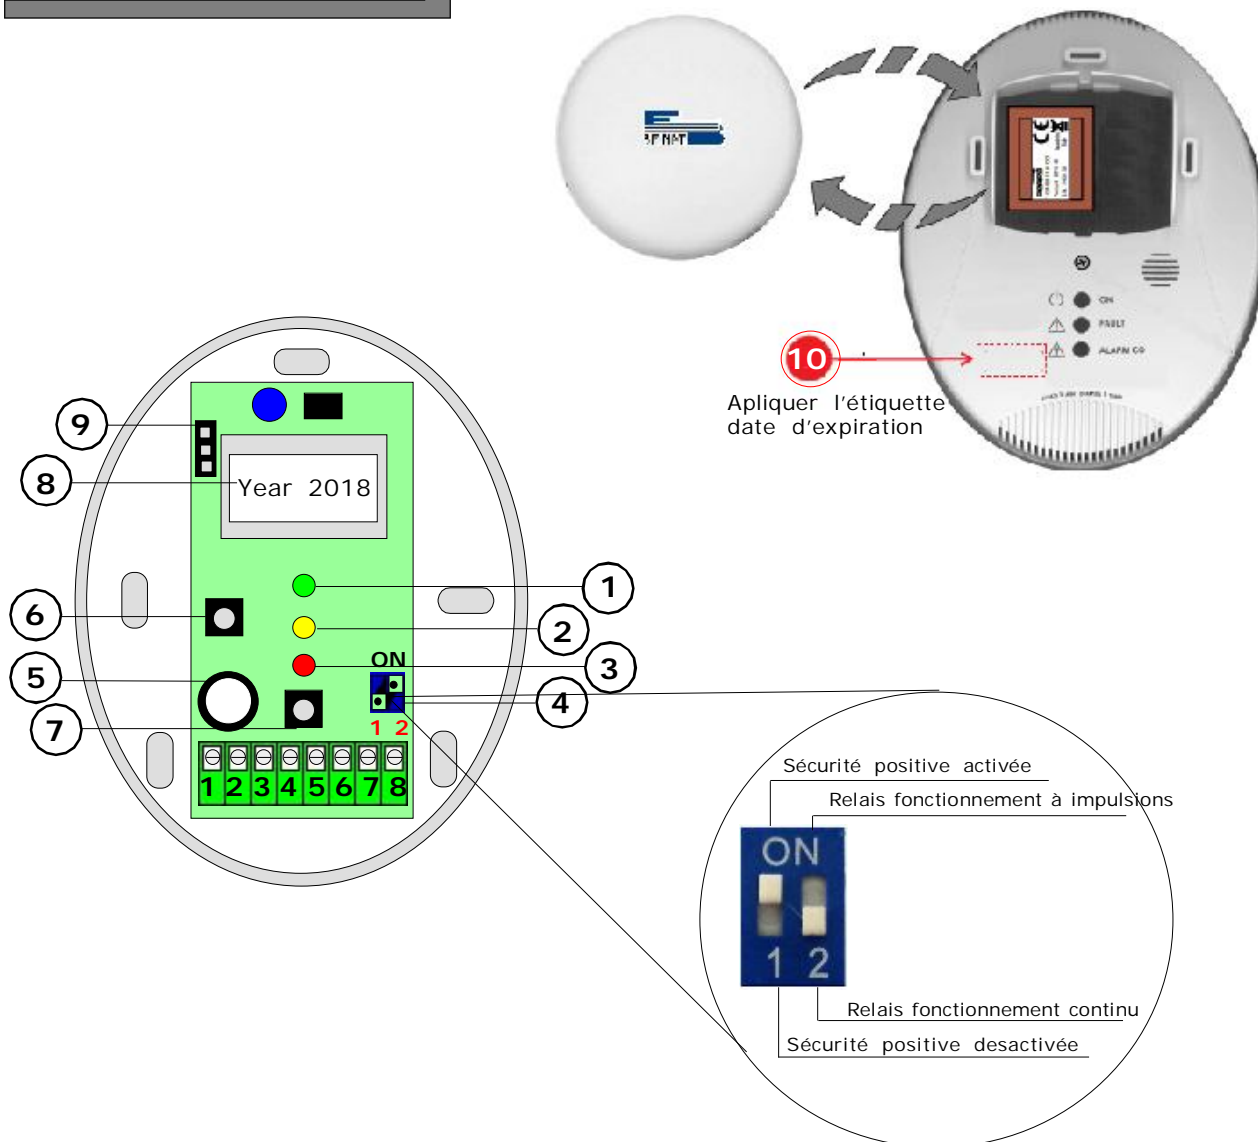 CE
ON
FAULT
ALARM CO
10
Apliquer l'étiquette
date d'expiration
9
8
Year 2018
1
6
2
ON
3
5
4
7
1 2
1 2 3 4 5 6 7 8
Sécurité positive activée
Relais fonctionnement à impulsions
ON
1 2
Relais fonctionnement continu
Sécurité positive desactivée